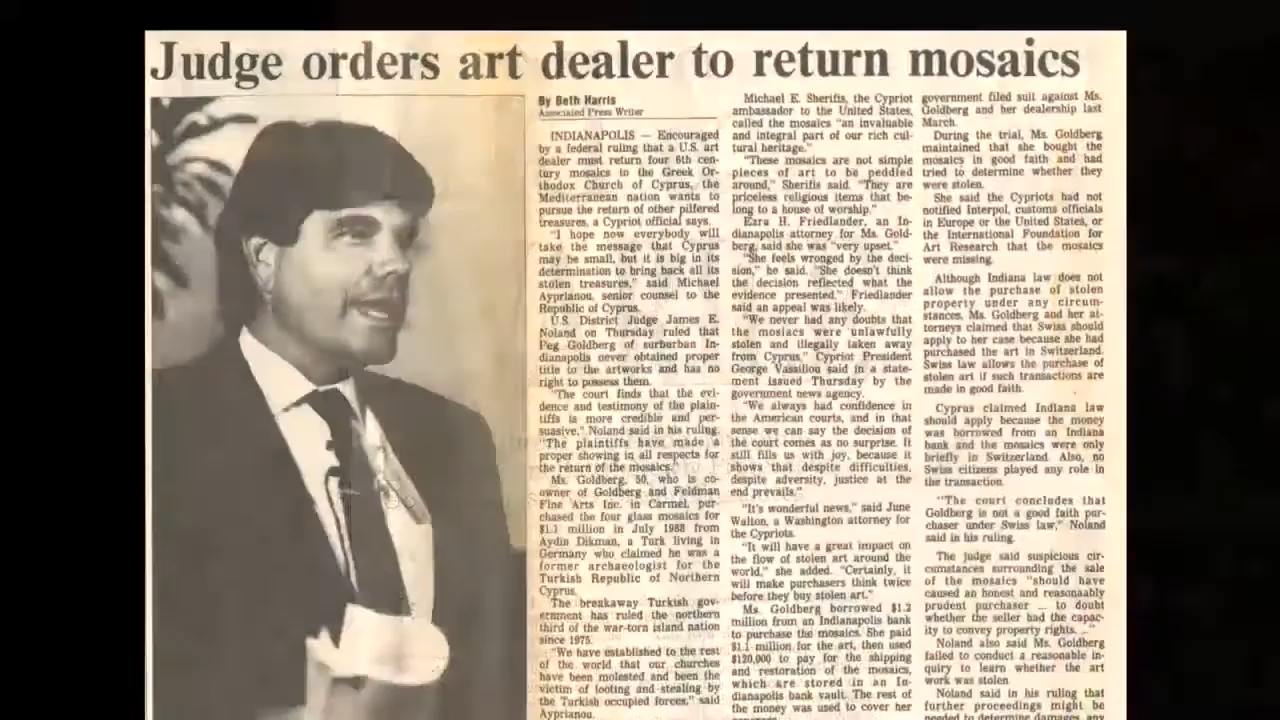 Judge orders art dealer to return mosaics
By Beth Harris
Associated Press Writer
INDIANAPOLIS — Encouraged
by a federal ruling that a U.S. art
dealer must return four 6th cen-
tury mosaics to the Greek Or-
thodox Church of Cyprus, the
Mediterranean nation wants to
pursue the return of other pilfered
treasures, a Cypriot official says.
"I hope now everybody will
take the message that Cyprus
may be small, but it is big in its
determination to bring back all its
stolen treasures," said Michael
Ayprianou, senior counsel to the
Republic of Cyprus.
U.S. District Judge James E.
Noland on Thursday ruled that
Peg Goldberg of suburban In-
dianapolis never obtained proper
title to the artworks and has no
right to possess them.
"The court finds that the evi-
dence and testimony of the plain-
tiffs is more credible and per-
suasive," Noland said in his ruling.
"The plaintiffs have made a
proper showing in all respects for
the return of the mosaics.
Ms. Goldberg, 50, who is co-
owner of Goldberg and Feldman
Fine Arts Inc. in Carmel, pur-
chased the four glass mosaics for
$1.1 million in July 1988 from
Aydin Dikman, a Turk living in
Germany who claimed he was a
former archaeologist for the
Turkish Republic of Northern
Cyprus.
The breakaway Turkish gov-
ernment has ruled the northern
third of the war-torn island nation
since 1975.
"We have established to the rest
of the world that our churches
have been molested and been the
victim of looting and stealing by
the Turkish occupied forces," said
Ayprianou.
Michael E. Sherifis, the Cypriot
ambassador to the United States,
called the mosaics "an invaluable
and integral part of our rich cul-
tural heritage."
"These mosaics are not simple
pieces of art to be peddled
around," Sherifis said. "They are
priceless religious items that be-
long to a house of worship."
Ezra H. Friedlander, an In-
dianapolis attorney for Ms. Gold-
berg, said she was "very upset."
"She feels wronged by the deci-
sion," he said. "She doesn't think
the decision reflected what the
evidence presented." Friedlander
said an appeal was likely.
"We never had any doubts that
the mosiacs were unlawfully
stolen and illegally taken away
from Cyprus," Cypriot President
George Vassiliou said in a state-
ment issued Thursday by the
government news agency.
"We always had confidence in
the American courts, and in that
sense we can say the decision of
the court comes as no surprise. It
still fills us with joy, because it
shows that despite difficulties,
despite adversity, justice at the
end prevails."
"It's wonderful news," said June
Walton, a Washington attorney for
the Cypriots.
"It will have a great impact on
the flow of stolen art around the
world," she added. "Certainly, it
will make purchasers think twice
before they buy stolen art."
Ms. Goldberg borrowed $1.2
million from an Indianapolis bank
to purchase the mosaics. She paid
$1.1 million for the art, then used
$120,000 to pay for the shipping
and restoration of the mosaics,
which are stored in an In-
dianapolis bank vault. The rest of
the money was used to cover her
government filed suit against Ms.
Goldberg and her dealership last
March.
During the trial, Ms. Goldberg
maintained that she bought the
mosaics in good faith and had
tried to determine whether they
were stolen.
She said the Cypriots had not
notified Interpol, customs officials
in Europe or the United States, or
the International Foundation for
Art Research that the mosaics
were missing.
Although Indiana law does not
allow the purchase of stolen
property under any circum-
stances, Ms. Goldberg and her at-
torneys claimed that Swiss should
apply to her case because she had
purchased the art in Switzerland.
Swiss law allows the purchase of
stolen art if such transactions are
made in good faith.
Cyprus claimed Indiana law
should apply because the money
was borrowed from an Indiana
bank and the mosaics were only
briefly in Switzerland. Also, no
Swiss citizens played any role in
the transaction.
"The court concludes that
Goldberg is not a good faith pur-
chaser under Swiss law," Noland
said in his ruling.
The judge said suspicious cir-
cumstances surrounding the sale
of the mosaics "should have
caused an honest and reasonaably
prudent purchaser ... to doubt
whether the seller had the capac-
ity to convey property rights. ..."
Noland also said Ms. Goldberg
failed to conduct a reasonable in-
quiry to learn whether the art
work was stolen.
Noland said in his ruling that
further proceedings might be
needed to determine damages, and